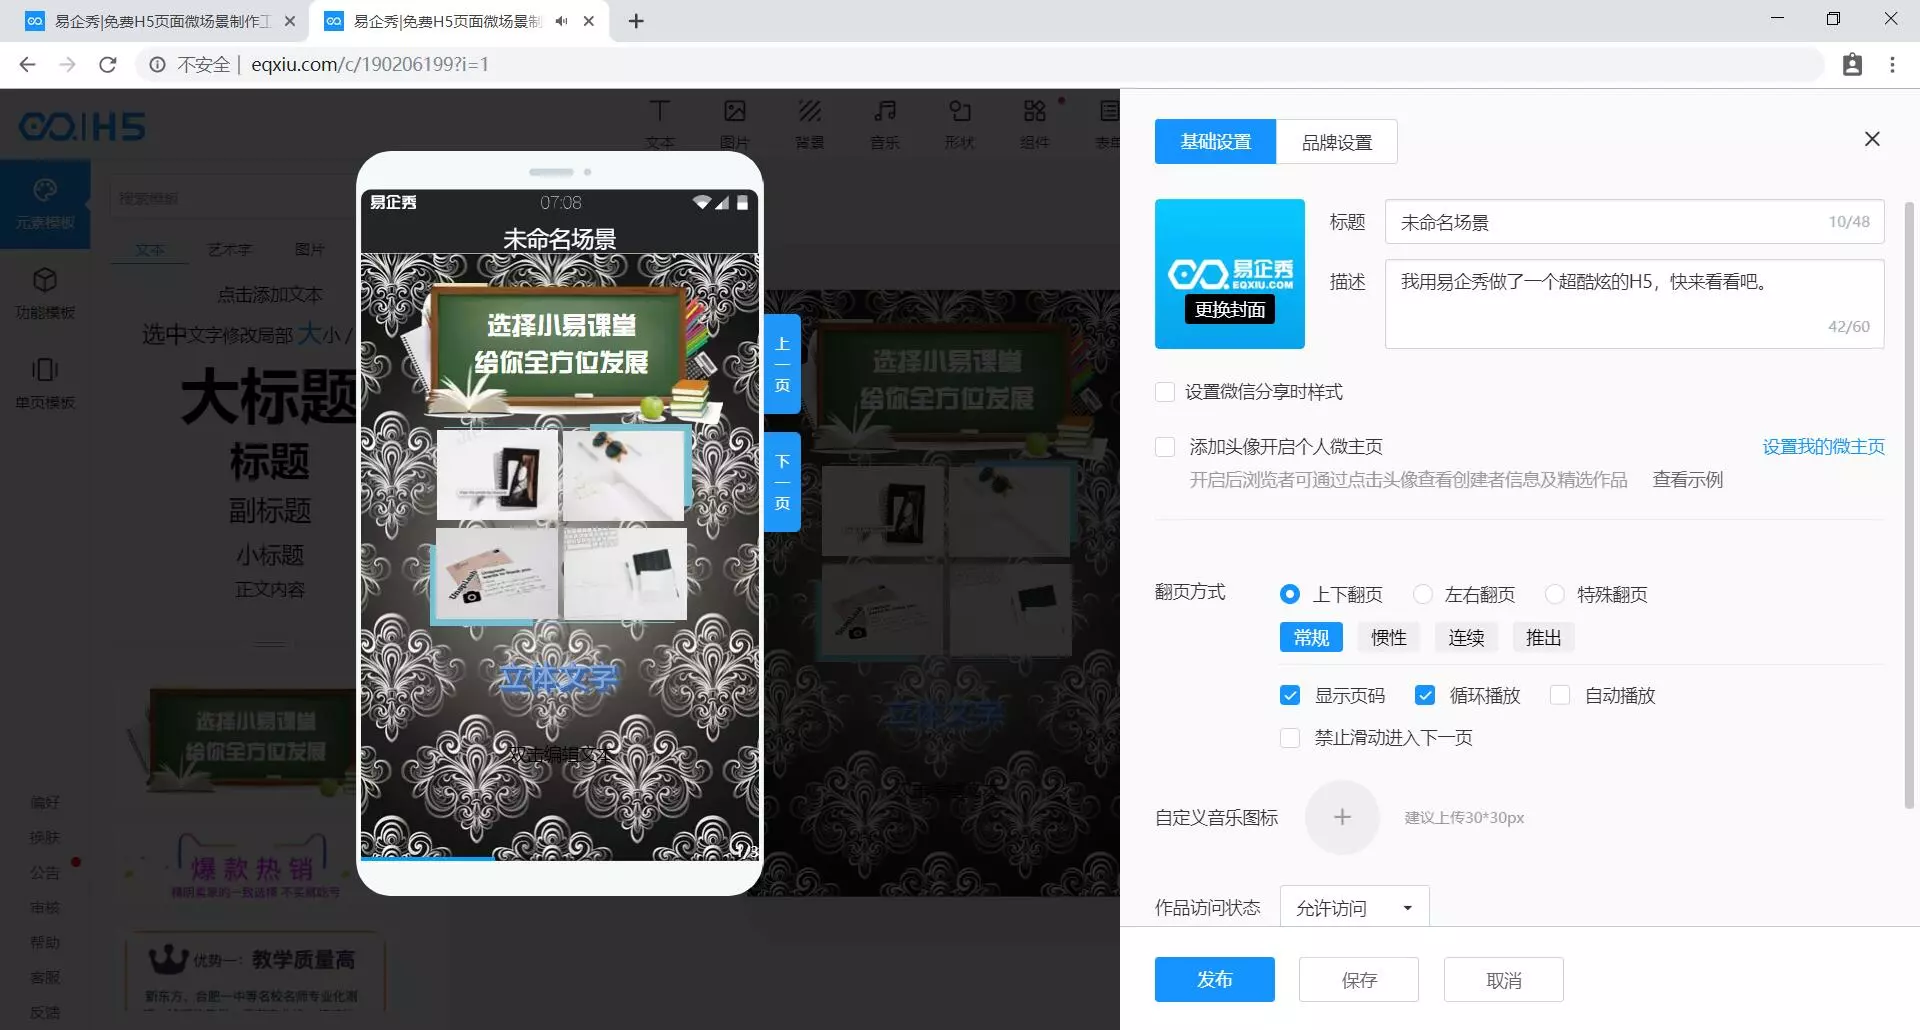 易企秀|免费H5页面微场景制作工
易企秀|免费H5页面微场景制
不安全 | eqxiu.com/c/190206199?i=1
H5
文本
图片
背景
音乐
形状
组件
表单
元素模板
功能模板
单页模板
搜索模板
文本
艺术字
图片
点击添加文本
选中文字修改局部 大小 /
大标题
标题
副标题
小标题
正文内容
选择小易课堂
给你全方位发展
爆款热销
优势一：教学质量高
偏好
换肤
公告
审核
帮助
客服
反馈
易企秀
07:08
未命名场景
选择小易课堂
给你全方位发展
立体文字
双击编辑文本
1/3
上一页
下一页
选择小易课堂
给你全方位发展
立体文字
基础设置
品牌设置
易企秀
EQXIU.COM
更换封面
标题
未命名场景
10/48
描述
我用易企秀做了一个超酷炫的H5，快来看看吧。
42/60
设置微信分享时样式
添加头像开启个人微主页
设置我的微主页
开启后浏览者可通过点击头像查看创建者信息及精选作品
查看示例
翻页方式
上下翻页
左右翻页
特殊翻页
常规
惯性
连续
推出
显示页码
循环播放
自动播放
禁止滑动进入下一页
自定义音乐图标
建议上传30*30px
作品访问状态
允许访问
发布
保存
取消